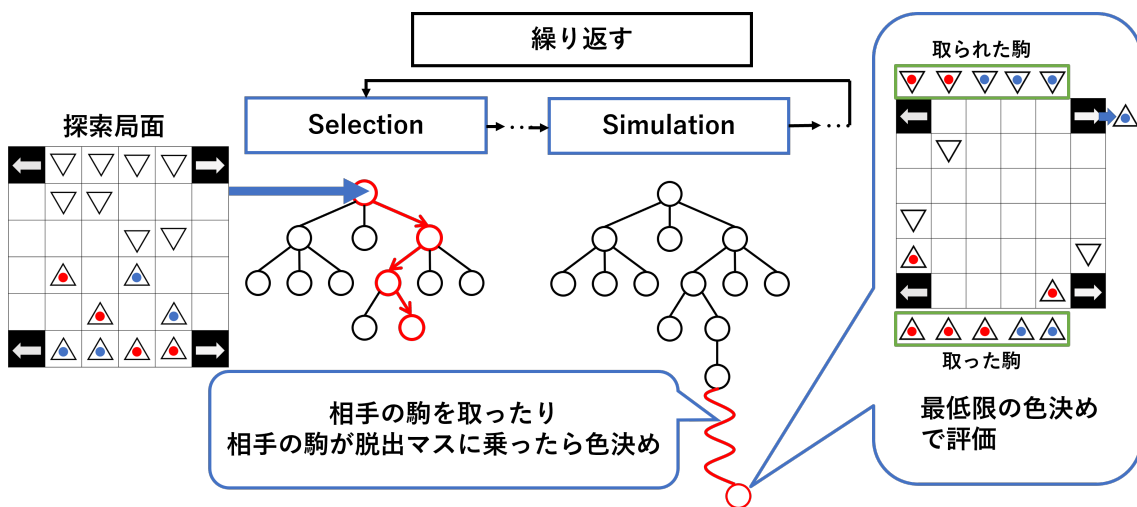 繰り返す
取られた駒
探索局面
Selection
...
Simulation
...
相手の駒を取ったり
相手の駒が脱出マスに乗ったら色決め
取った駒
最低限の色決め
で評価